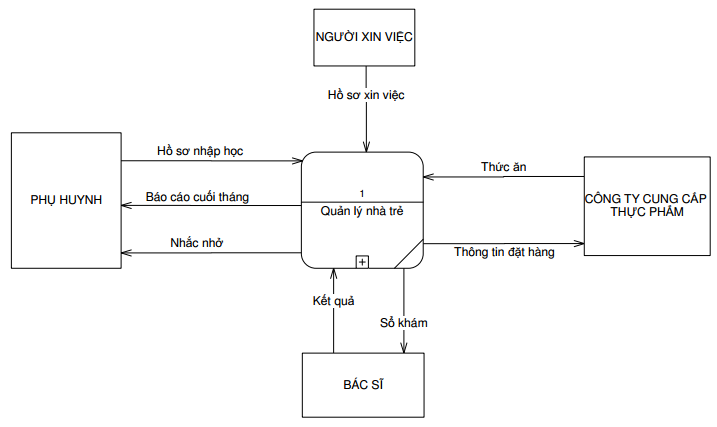 NGƯỜI XIN VIỆC
Hồ sơ xin việc
Hồ sơ nhập học
Thức ăn
1
PHỤ HUYNH
Báo cáo cuối tháng
Quản lý nhà trẻ
CÔNG TY CUNG CẤP
THỰC PHẨM
Nhắc nhở
Thông tin đặt hàng
Kết quả
Sổ khám
BÁC SĨ